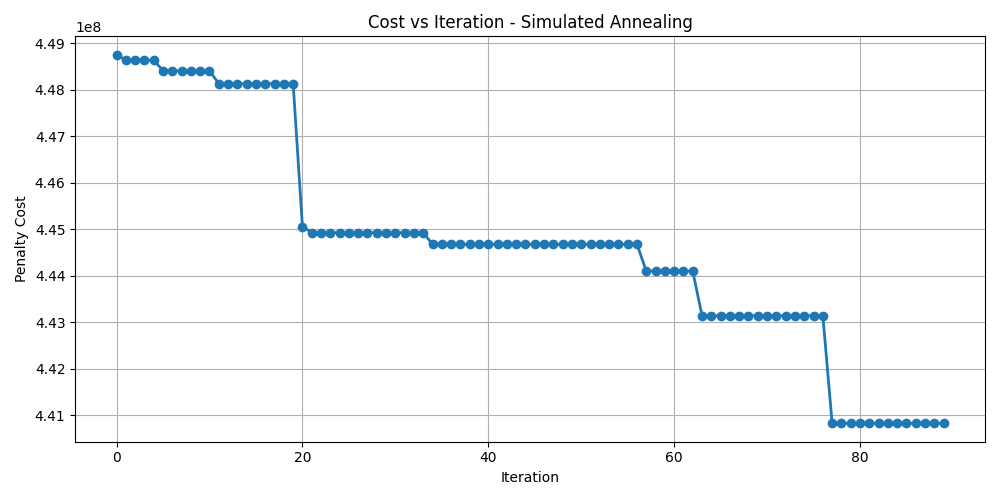 Cost vs Iteration - Simulated Annealing
1e8
4.49
4.48
4.47
4.46
4.45
4.44
4.43
4.42
4.41
Penalty Cost
0 20 40 60 80
Iteration